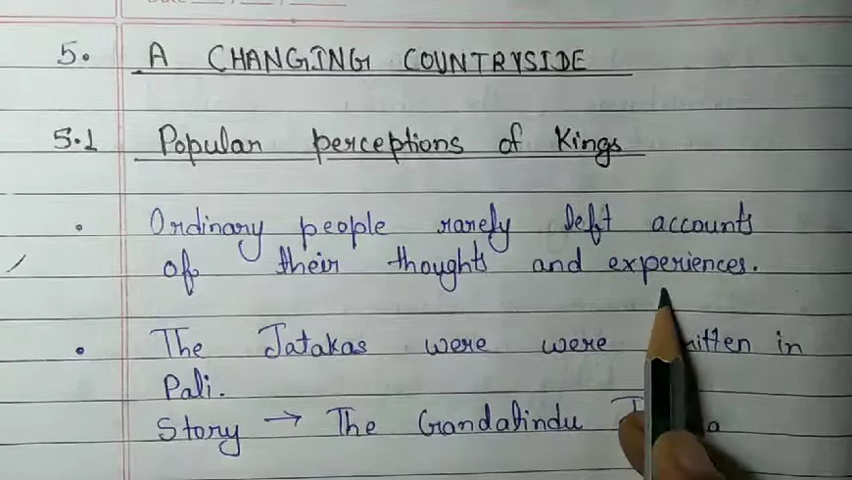 5. A CHANGING COUNTRYSIDE
5.1 Popular perceptions of Kings
• Ordinary people rarely left accounts
of their thoughts and experiences.
• The Jatakas were were in
Pali.
Story → The Gandatindu